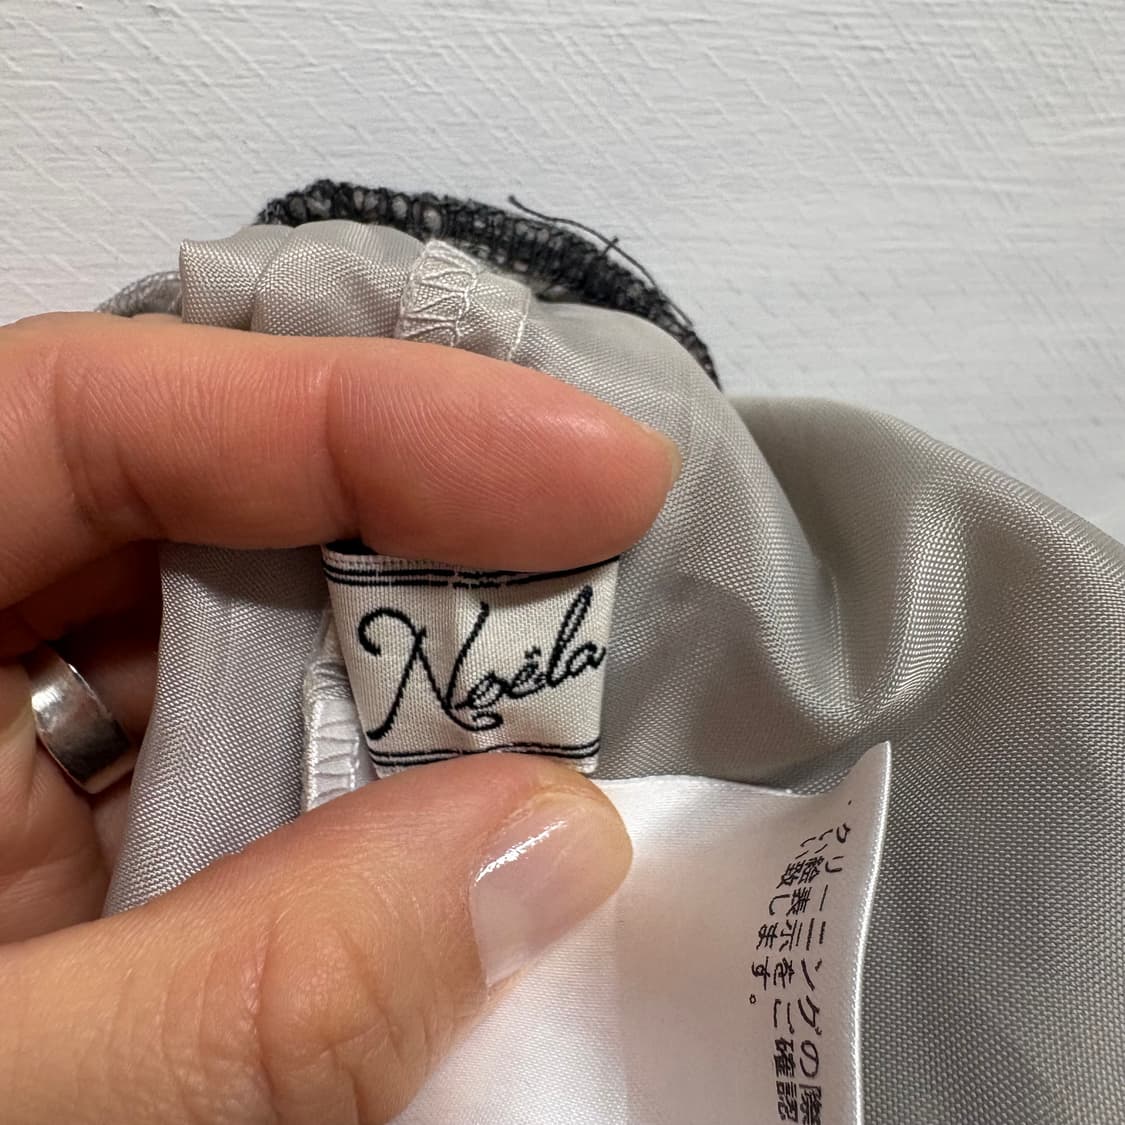 Noëla
クリーニングの際
い絵表示をご確認
い致します。